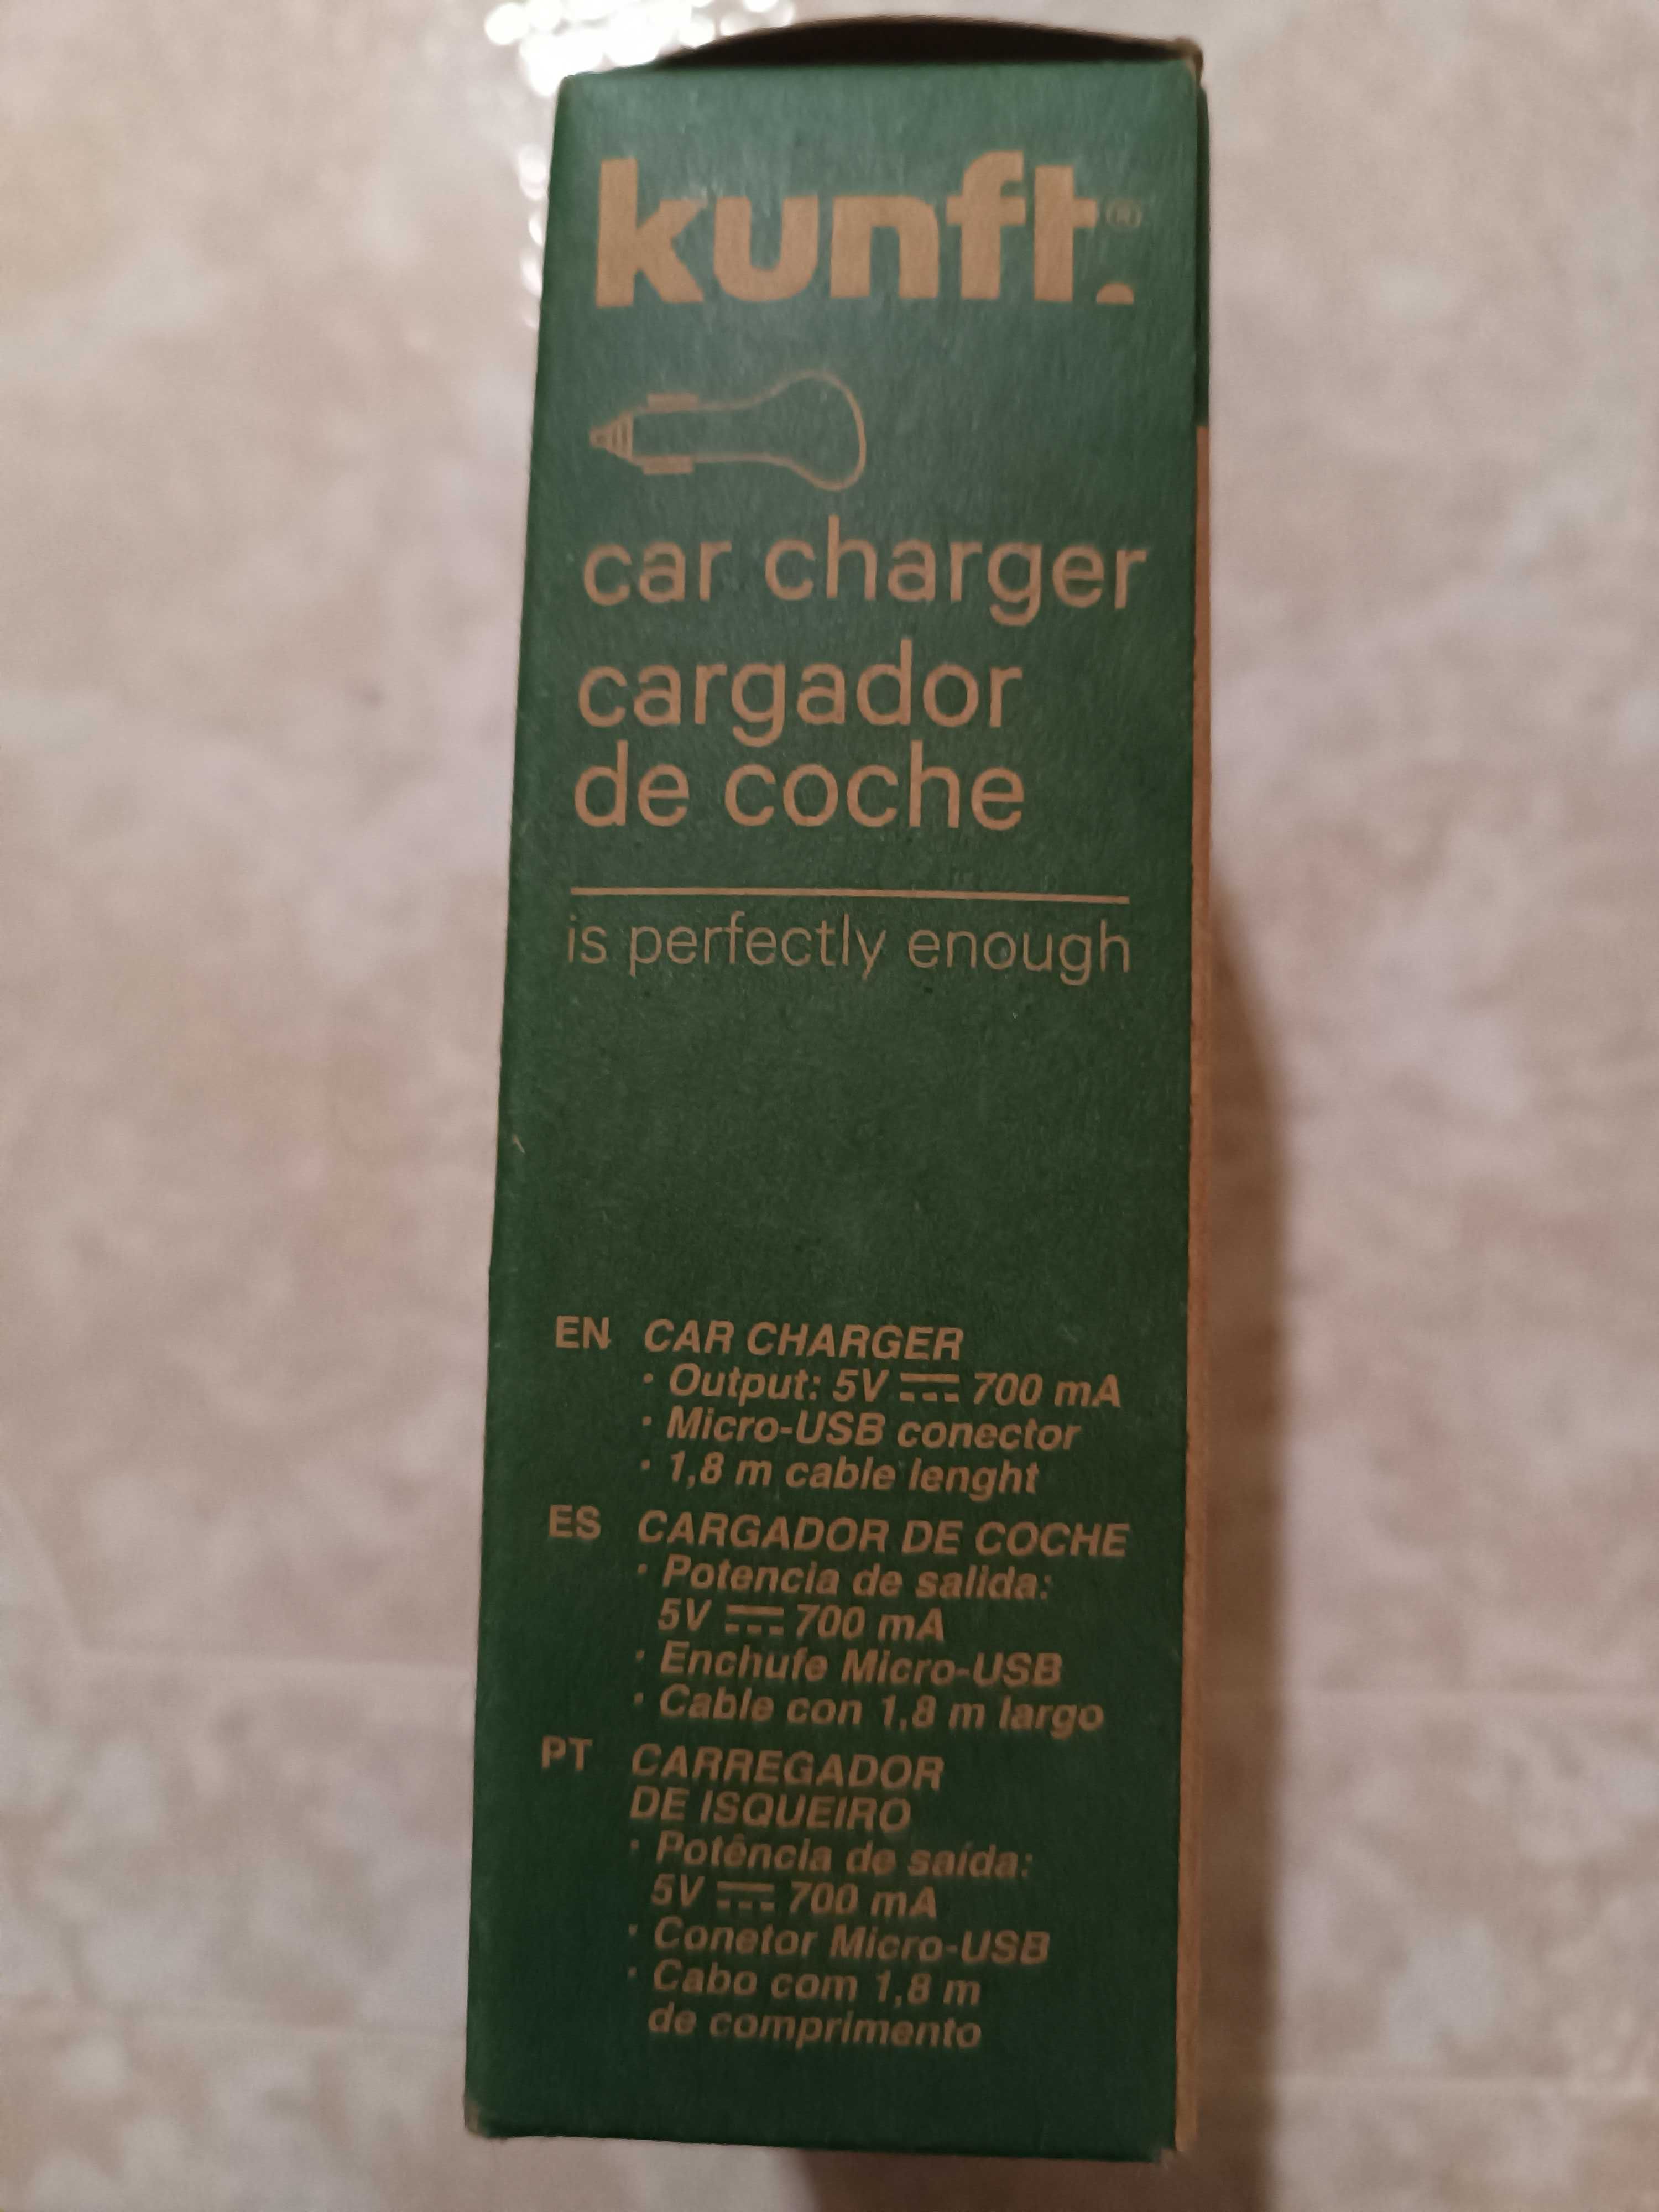 kunft.®
car charger
cargador
de coche
is perfectly enough
EN CAR CHARGER
· Output: 5V ⎓ 700 mA
· Micro-USB conector
· 1,8 m cable lenght
ES CARGADOR DE COCHE
· Potencia de salida:
5V ⎓ 700 mA
· Enchufe Micro-USB
· Cable con 1,8 m largo
PT CARREGADOR
DE ISQUEIRO
· Potência de saída:
5V ⎓ 700 mA
· Conetor Micro-USB
· Cabo com 1,8 m
de comprimento